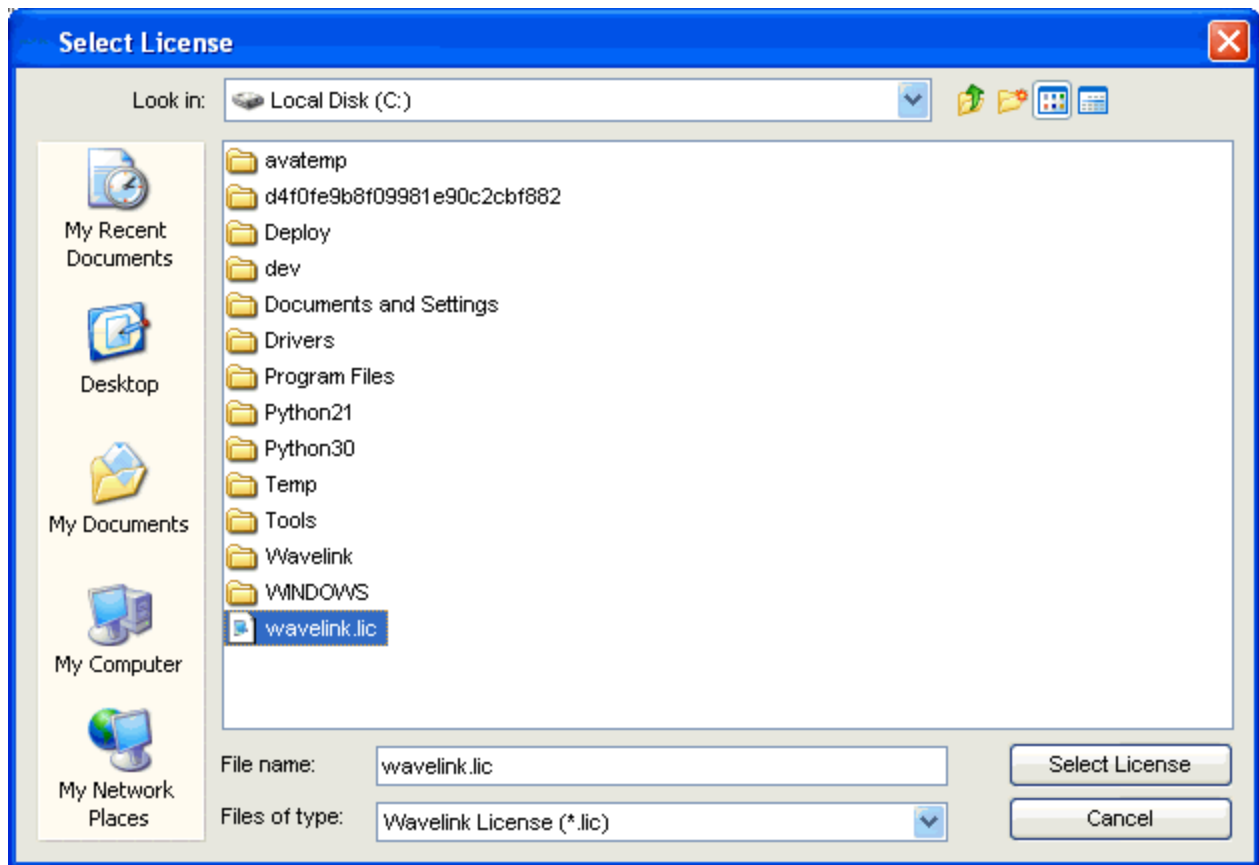 Select License
Look in: Local Disk (C:)
avatemp
d4f0fe9b8f09981e90c2cbf882
Deploy
dev
Documents and Settings
Drivers
Program Files
Python21
Python30
Temp
Tools
Wavelink
WINDOWS
wavelink.lic
My Recent
Documents
Desktop
My Documents
My Computer
My Network
Places
File name: wavelink.lic
Select License
Files of type: Wavelink License (*.lic)
Cancel